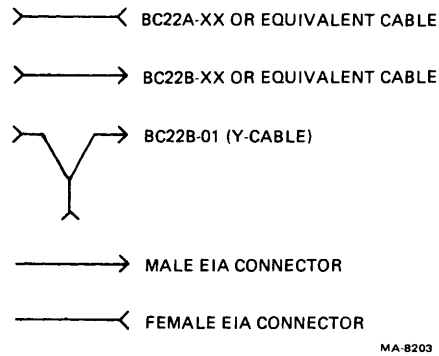 BC22A-XX OR EQUIVALENT CABLE
BC22B-XX OR EQUIVALENT CABLE
BC22B-01 (Y-CABLE)
MALE EIA CONNECTOR
FEMALE EIA CONNECTOR
MA-8203